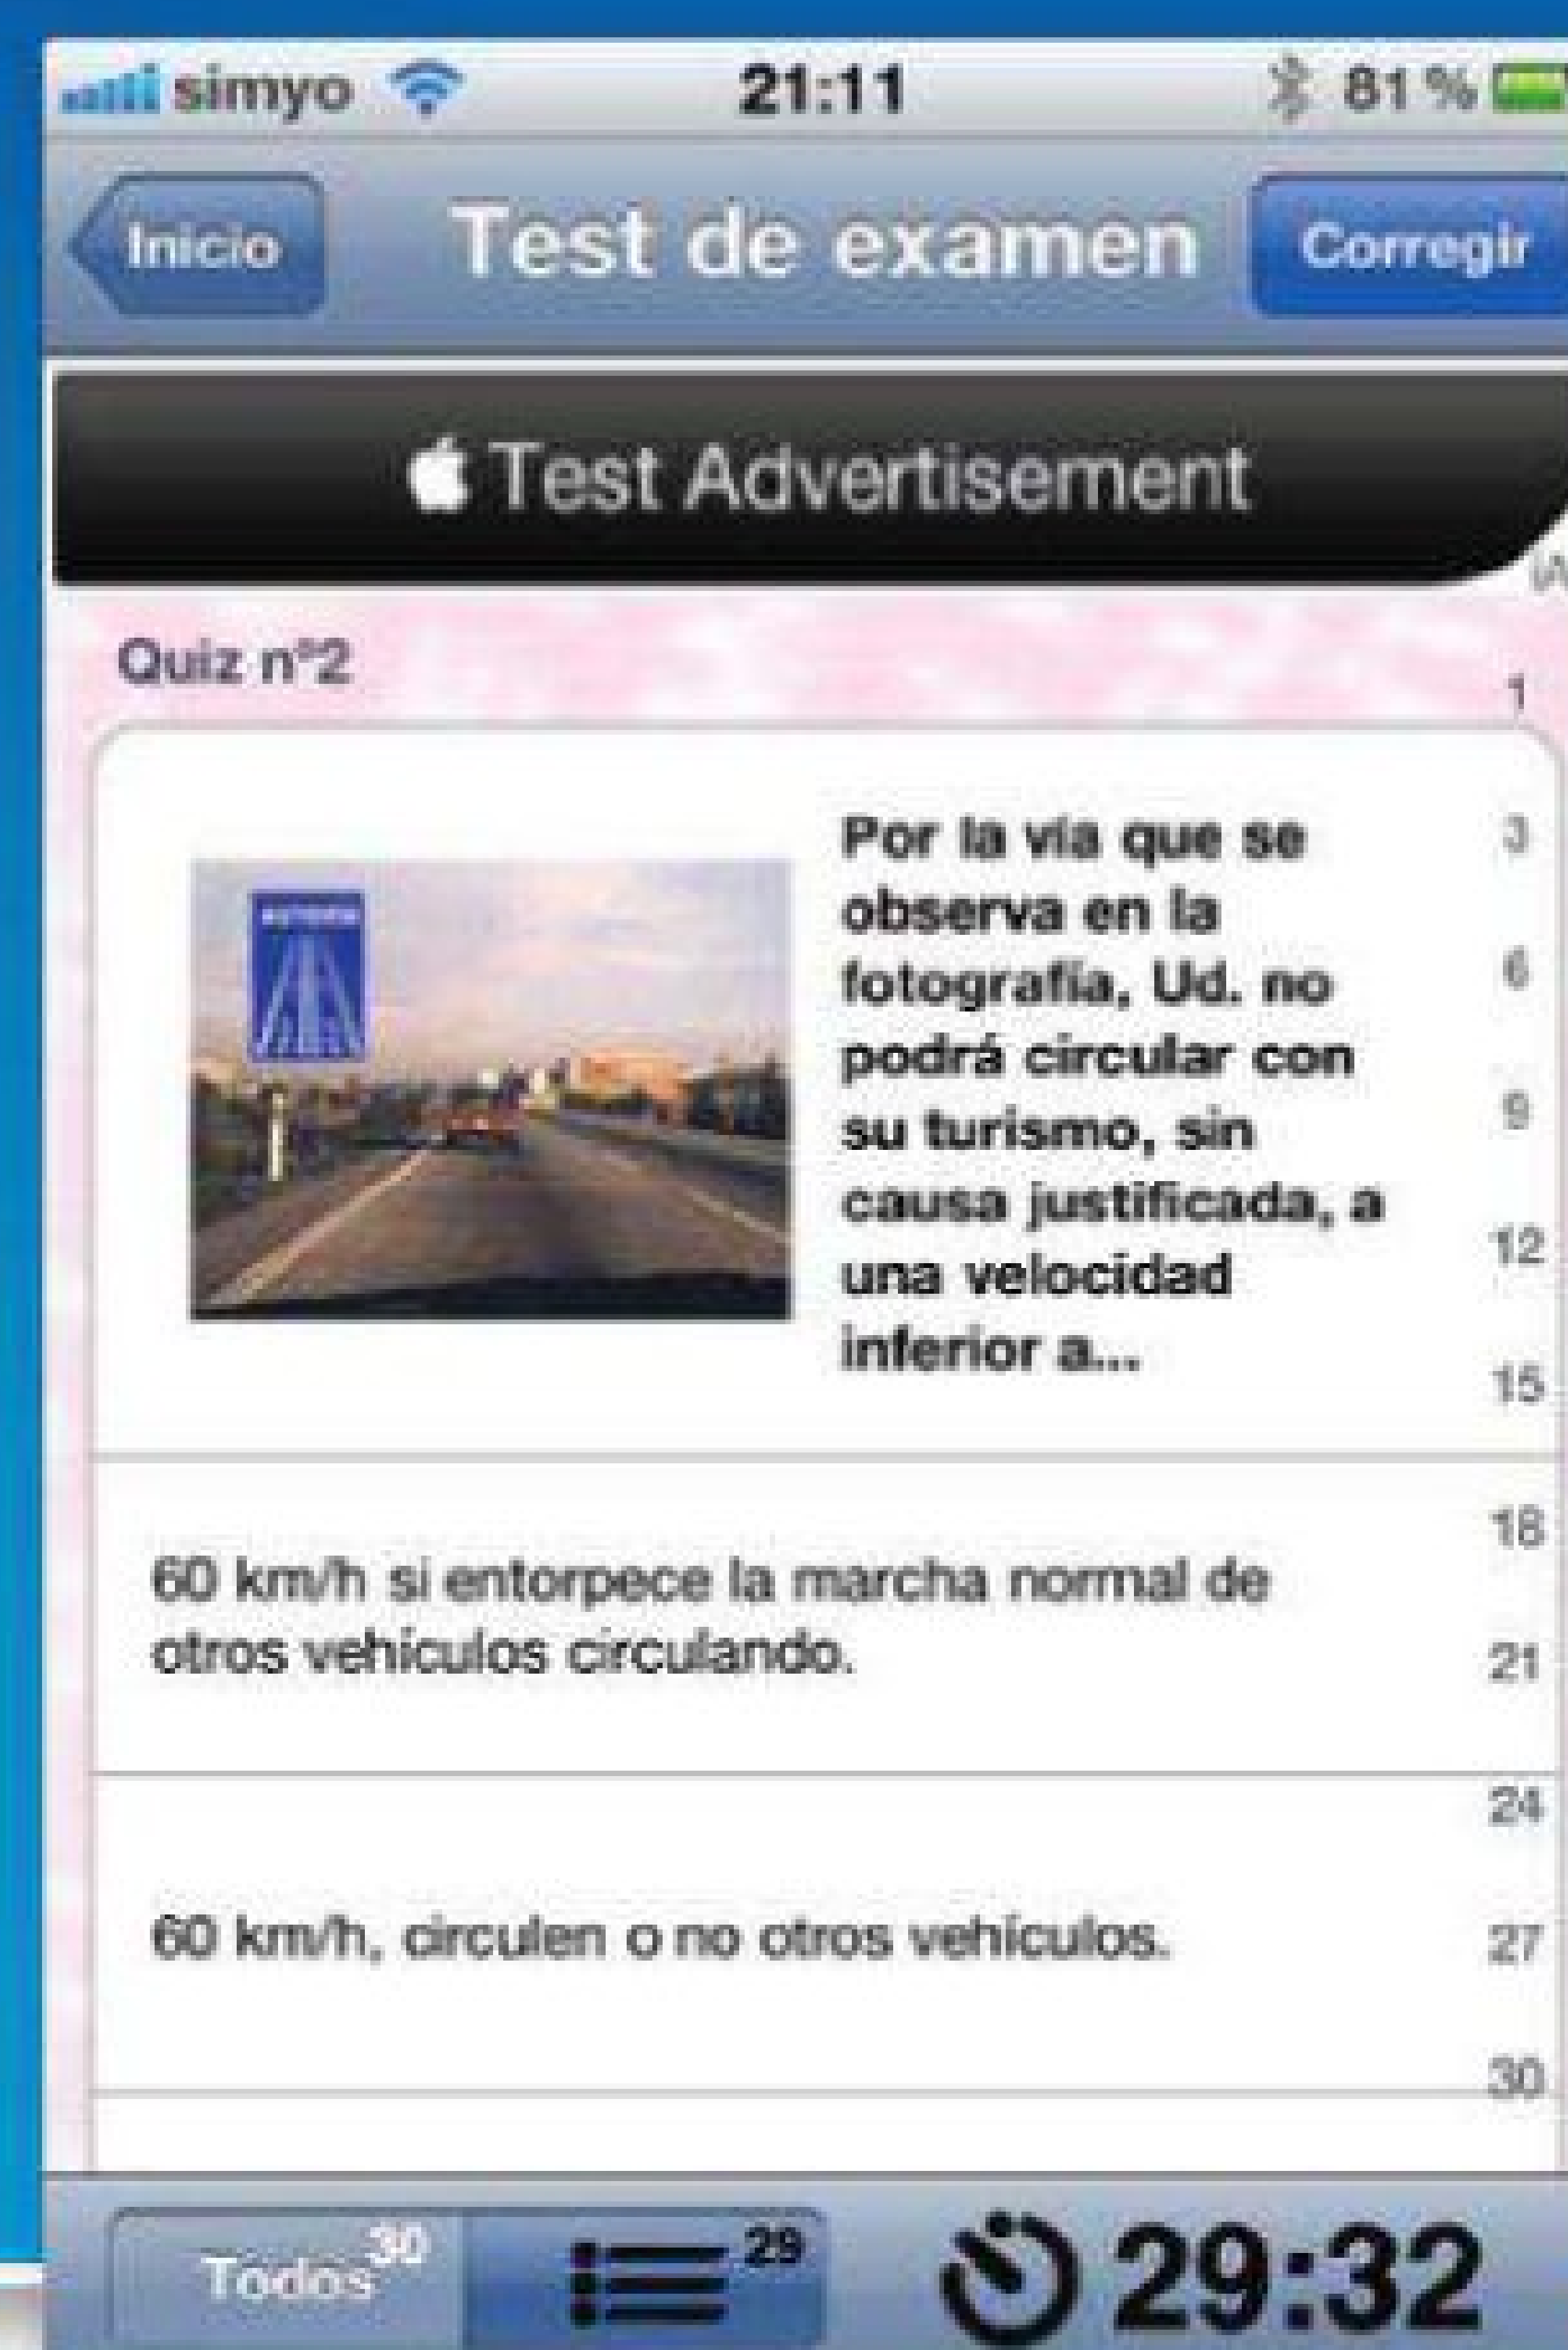 simyo 21:11 81 %
Inicio Test de examen Corregir
Test Advertisement
Quiz nº2
1
Por la vía que se
observa en la
fotografía, Ud. no
podrá circular con
su turismo, sin
causa justificada, a
una velocidad
inferior a...
3
6
9
12
15
60 km/h si entorpece la marcha normal de
otros vehículos circulando.
18
21
60 km/h, circulen o no otros vehículos.
24
27
30
Todos 30 29 29:32